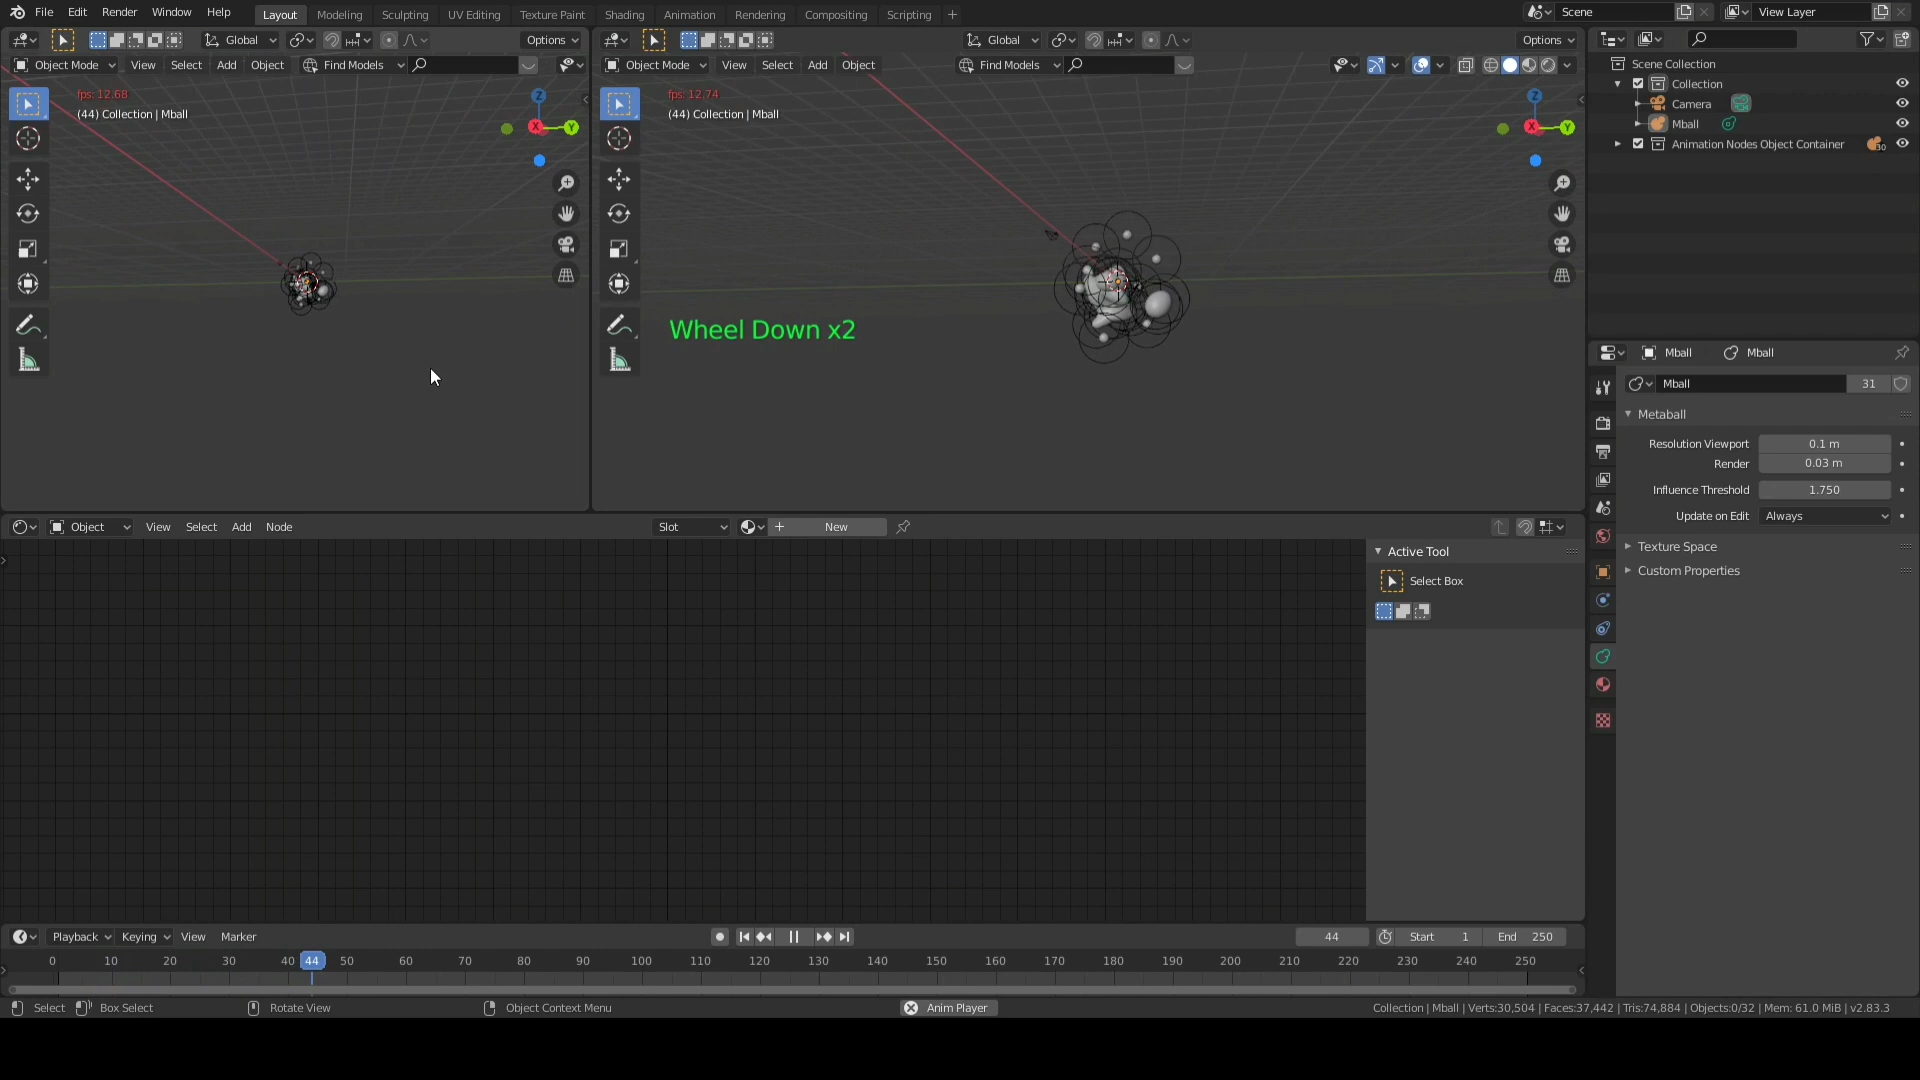 File Edit Render Window Help Layout Modeling Sculpting UV Editing Texture Paint Shading Animation Rendering Compositing Scripting Scene View Layer
Global Options Global Options
Object Mode View Select Add Object Find Models Object Mode View Select Add Object Find Models
fps: 12.68
(44) Collection | Mball
Z
X
Y
fps: 12.74
(44) Collection | Mball
Z
X
Y
Wheel Down x2
Scene Collection
Collection
Camera
Mball
Animation Nodes Object Container 30
Mball Mball
Mball 31
Metaball
Resolution Viewport 0.1 m
Render 0.03 m
Influence Threshold 1.750
Update on Edit Always
Texture Space
Custom Properties
Object View Select Add Node Slot New
Active Tool
Select Box
Playback Keying View Marker 44 Start 1 End 250
0 10 20 30 40 44 50 60 70 80 90 100 110 120 130 140 150 160 170 180 190 200 210 220 230 240 250
Select Box Select Rotate View Object Context Menu Anim Player Collection | Mball | Verts:30,504 | Faces:37,442 | Tris:74,884 | Objects:0/32 | Mem: 61.0 MiB | v2.83.3